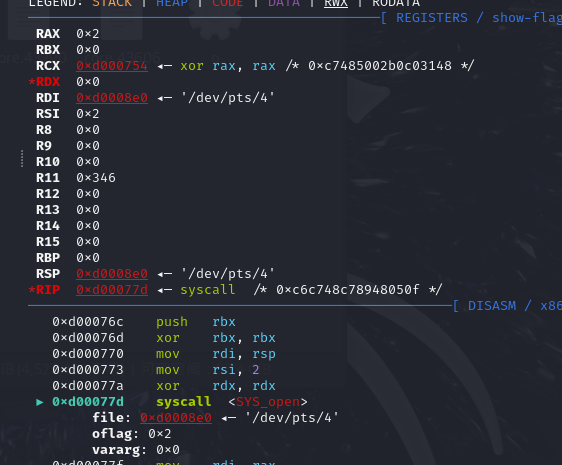 LEGEND: STACK | HEAP | CODE | DATA | RWX | RODATA
[ REGISTERS / show-flag
RAX 0×2
RBX 0×0
RCX 0×d000754 ◂— xor rax, rax /* 0×c7485002b0c03148 */
*RDX 0×0
RDI 0×d0008e0 ◂— '/dev/pts/4'
RSI 0×2
R8 0×0
R9 0×0
R10 0×0
R11 0×346
R12 0×0
R13 0×0
R14 0×0
R15 0×0
RBP 0×0
RSP 0×d0008e0 ◂— '/dev/pts/4'
*RIP 0×d00077d ◂— syscall /* 0×c6c748c78948050f */
[ DISASM / x86
0×d00076c push rbx
0×d00076d xor rbx, rbx
0×d000770 mov rdi, rsp
0×d000773 mov rsi, 2
0×d00077a xor rdx, rdx
► 0×d00077d syscall <SYS_open>
file: 0×d0008e0 ◂— '/dev/pts/4'
oflag: 0×2
vararg: 0×0
0×d00077f mov rdi, rax